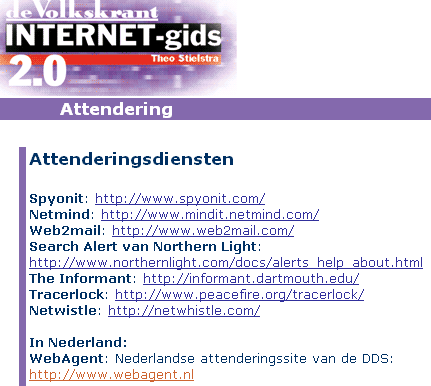 de Volkskrant
INTERNET-gids
Theo Stielstra
2.0
Attendering
Attenderingsdiensten
Spyonit: http://www.spyonit.com/
Netmind: http://www.mindit.netmind.com/
Web2mail: http://www.web2mail.com/
Search Alert van Northern Light:
http://www.northernlight.com/docs/alerts_help_about.html
The Informant: http://informant.dartmouth.edu/
Tracerlock: http://www.peacefire.org/tracerlock/
Netwistle: http://netwhistle.com/
In Nederland:
WebAgent: Nederlandse attenderingssite van de DDS:
http://www.webagent.nl